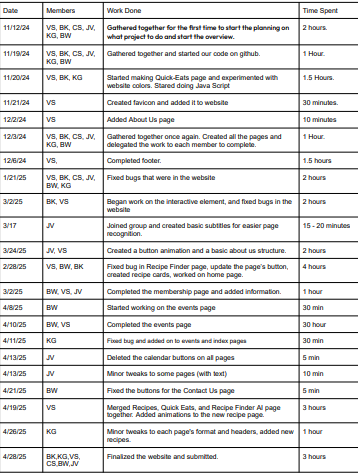 Date Members Work Done Time Spent
11/12/24 VS, BK, CS, JV, Gathered together for the first time to start the planning on 2 hours.
KG, BW what project to do and start the overview.
11/19/24 VS, BK, CS, JV, Gathered together and started our code on github. 1 Hour.
KG, BW
11/20/24 VS, BK, KG Started making Quick-Eats page and experimented with 1.5 Hours.
website colors. Stared doing Java Script
11/21/24 VS Created favicon and added it to website 30 minutes.
12/2/24 VS Added About Us page 10 minutes
12/3/24 VS, BK, CS, JV, Gathered together once again. Created all the pages and 1 Hour.
KG, BW delegated the work to each member to complete.
12/6/24 VS, Completed footer. 1.5 hours
1/21/25 VS, BK, CS, JV, Fixed bugs that were in the website 2 hours
BW, KG
3/2/25 BK, VS Began work on the interactive element, and fixed bugs in the 2 hours
website
3/17 JV Joined group and created basic subtitles for easier page 15 - 20 minutes
recognition.
3/24/25 JV, VS Created a button animation and a basic about us structure. 2 hours
2/28/25 VS, BW, BK Fixed bug in Recipe Finder page, update the page's button, 4 hours
created recipe cards, worked on home page.
3/2/25 BW, VS, JV Completed the membership page and added information. 1 hour
4/8/25 BW Started working on the events page 30 min
4/10/25 BW, VS Completed the events page 30 hour
4/11/25 KG Fixed bug and added on to events and index pages 30 min
4/13/25 JV Deleted the calendar buttons on all pages 5 min
4/13/25 JV Minor tweaks to some pages (with text) 10 min
4/21/25 BW Fixed the buttons for the Contact Us page 5 min
4/19/25 VS Merged Recipes, Quick Eats, and Recipe Finder AI page 3 hours
together. Added animations to the new recipe page.
4/26/25 KG Minor tweaks to each page's format and headers, added new 1 hour
recipes.
4/28/25 BK,KG,VS, Finalized the website and submitted. 3 hours
CS,BW,JV